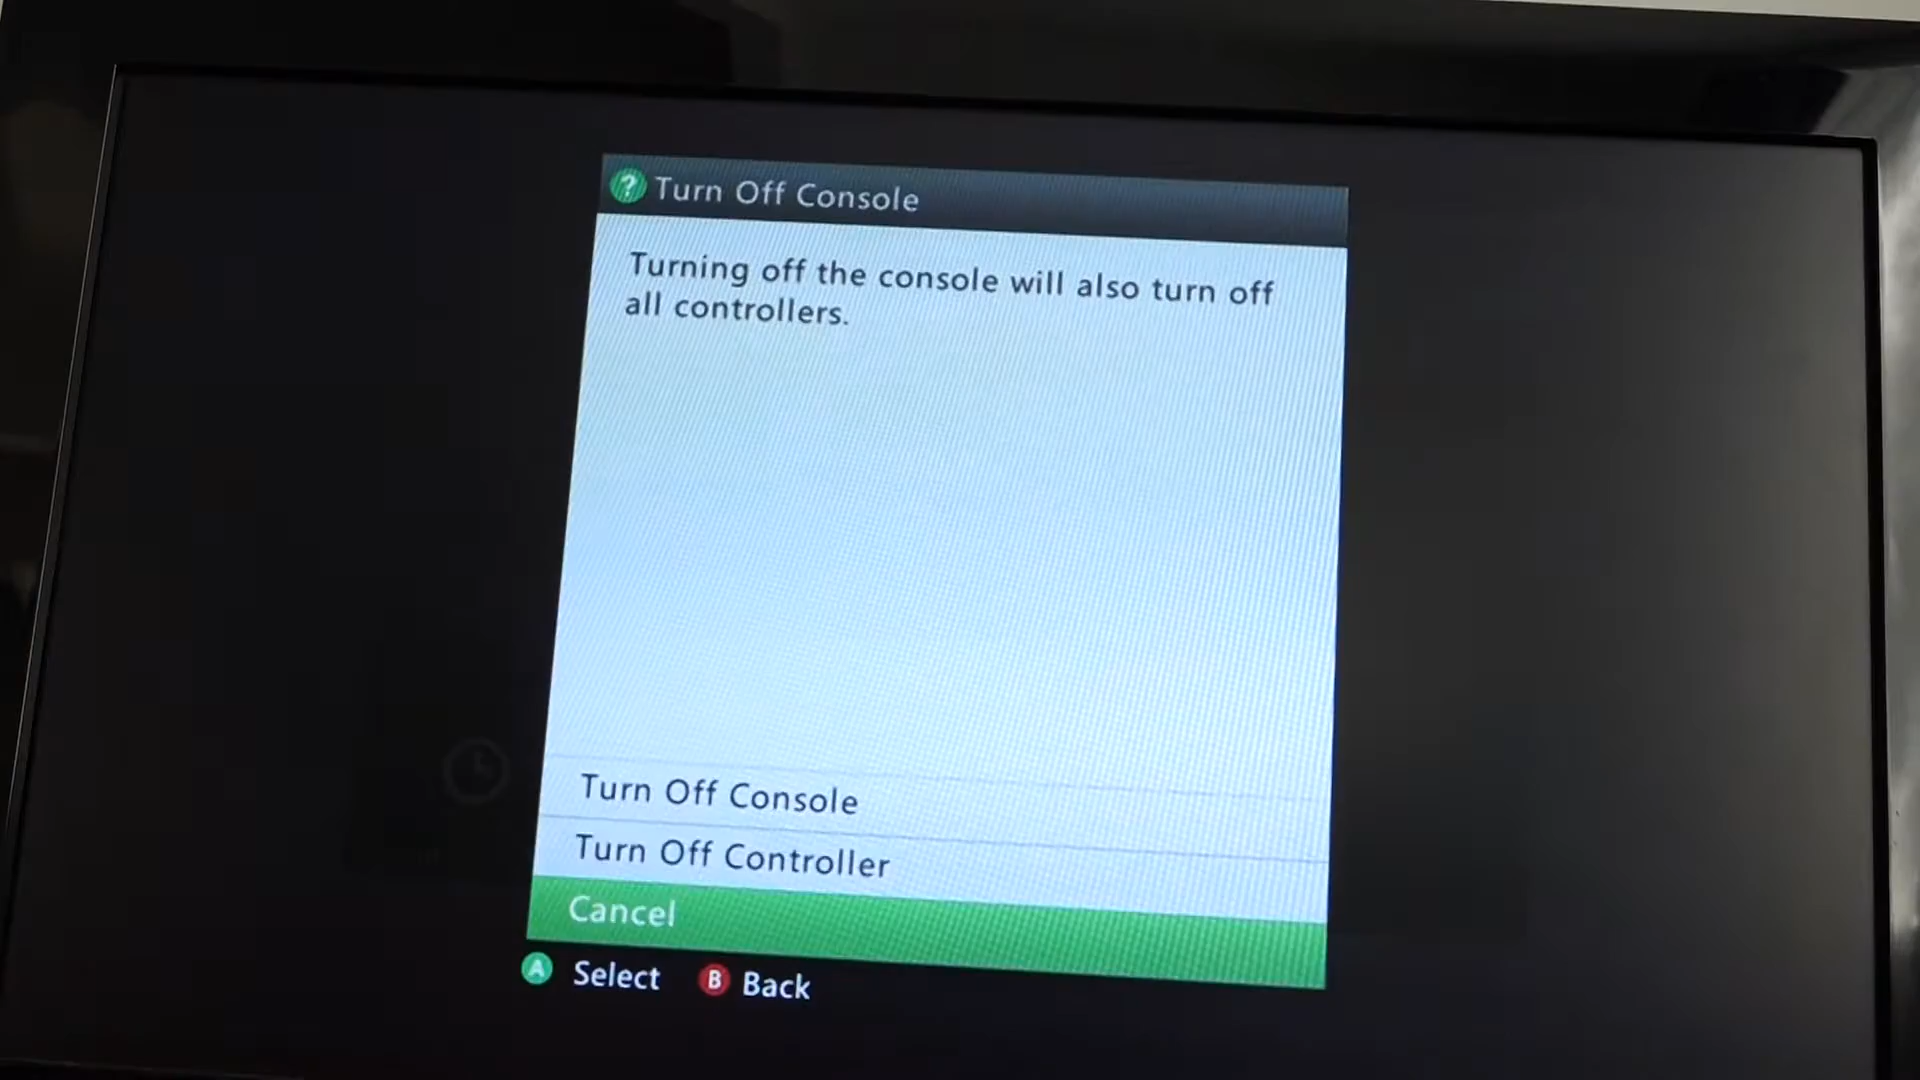 ? Turn Off Console
Turning off the console will also turn off
all controllers.
Turn Off Console
Turn Off Controller
Cancel
A Select B Back